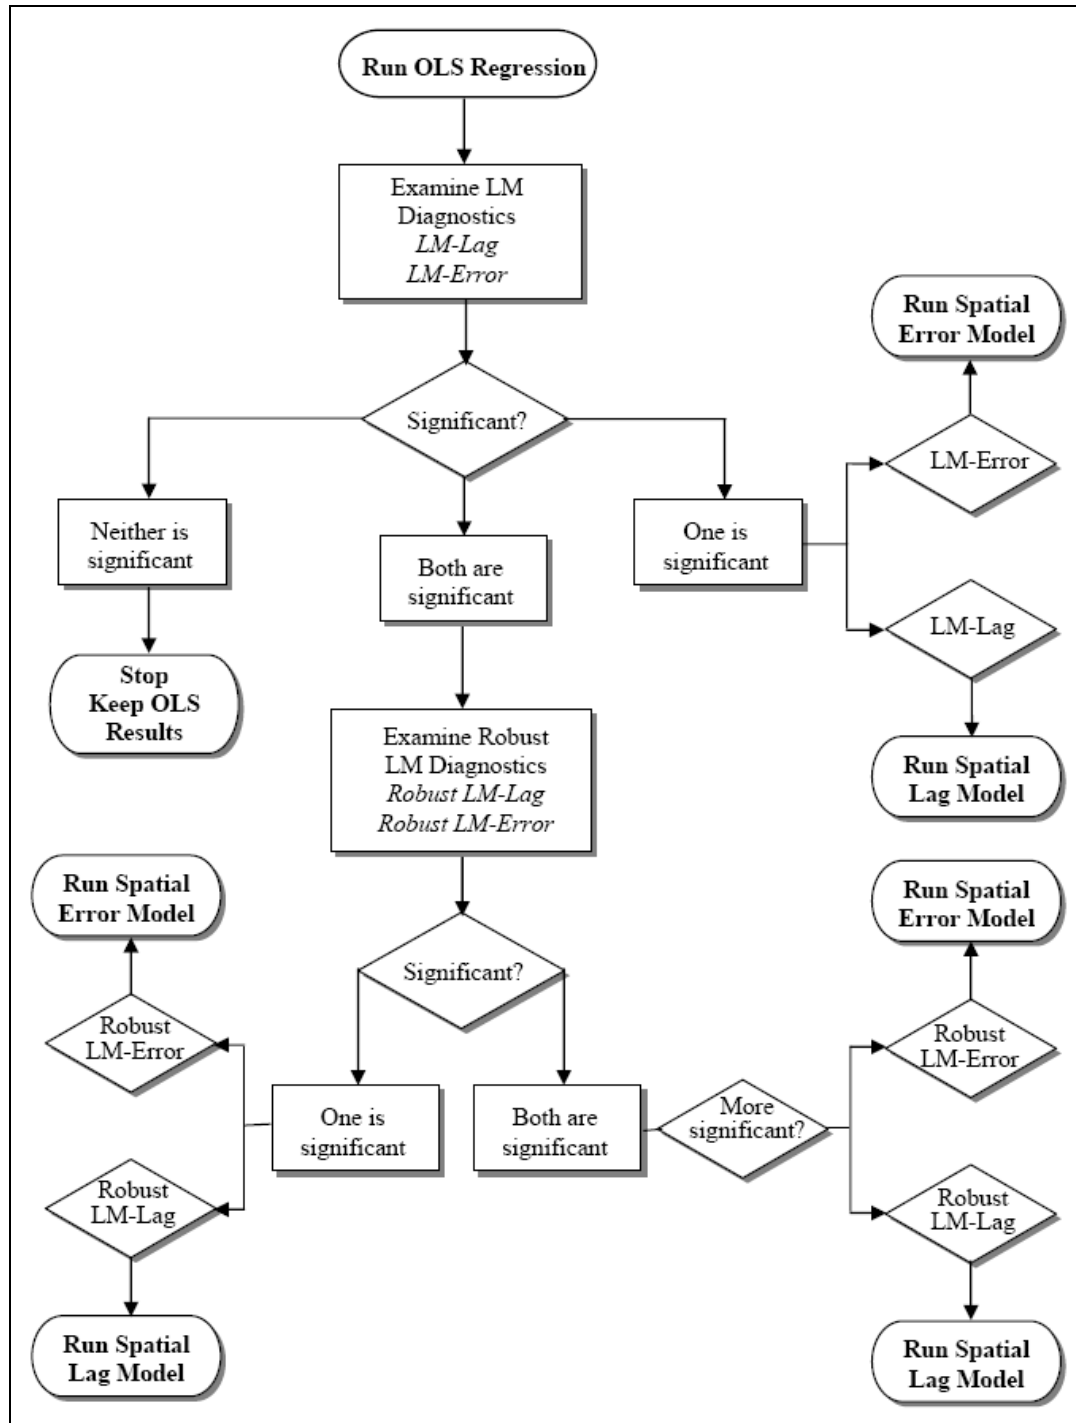 Run OLS Regression
Examine LM
Diagnostics
LM-Lag
LM-Error
Run Spatial
Error Model
Significant?
LM-Error
Neither is
significant
Both are
significant
One is
significant
LM-Lag
Stop
Keep OLS
Results
Examine Robust
LM Diagnostics
Robust LM-Lag
Robust LM-Error
Run Spatial
Lag Model
Run Spatial
Error Model
Run Spatial
Error Model
Significant?
Robust
LM-Error
Robust
LM-Error
One is
significant
Both are
significant
More
significant?
Robust
LM-Lag
Robust
LM-Lag
Run Spatial
Lag Model
Run Spatial
Lag Model